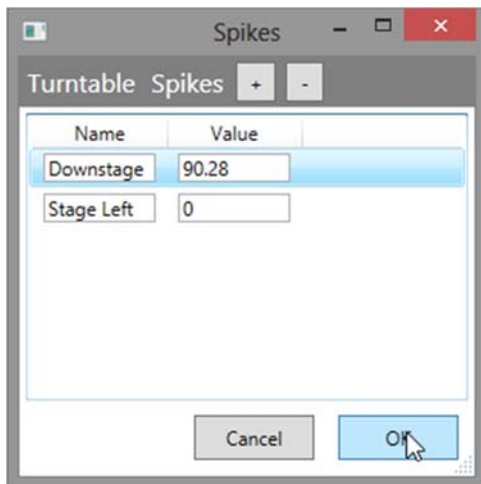 Spikes
Turntable Spikes + -
Name Value
Downstage 90.28
Stage Left 0
Cancel OK